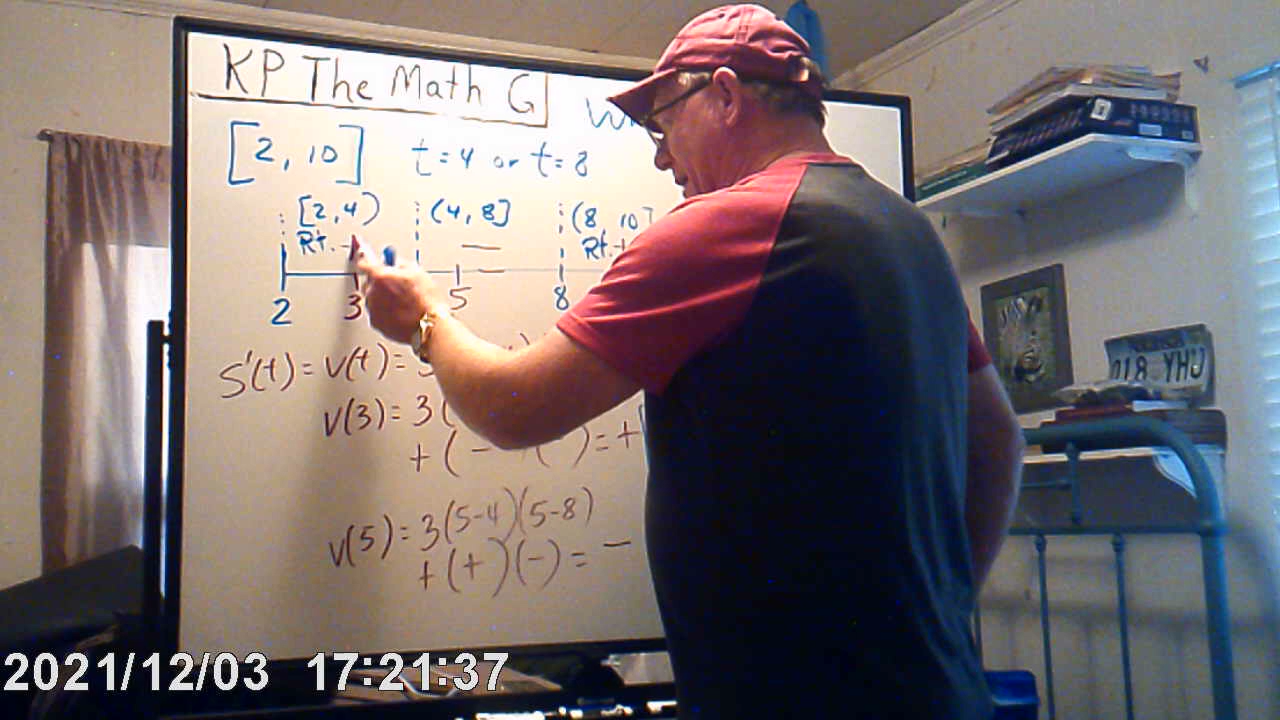 KP The Math G
[2, 10] t=4 or t=8
[2,4) (4,8] (8 10]
Rt. + — Rt. +
2 3 5 8
S'(t) = v(t) = 3
v(3) = 3(
+ ( - )( ) = +
v(5) = 3(5-4)(5-8)
+ (+)(-) = -
2021/12/03 17:21:37